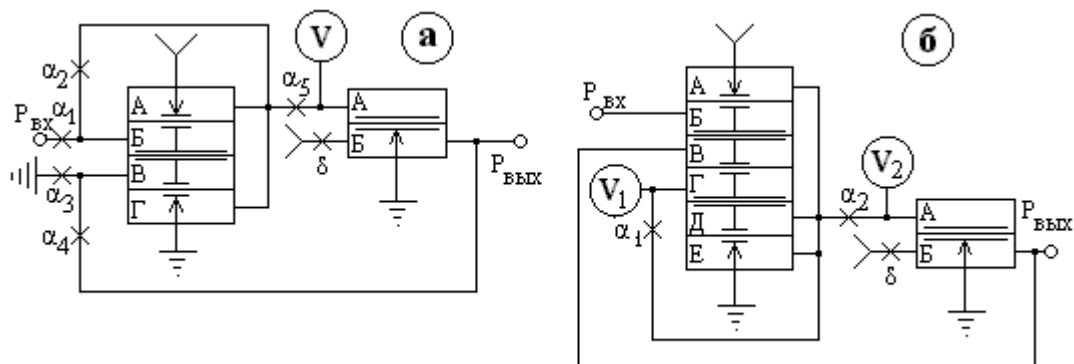 V
а
α₂
α₅
А
А
Pвх
α₁
Б
Б
δ
В
Pвых
α₃
Г
α₄
б
А
Pвх
Б
В
V₂
V₁
Г
α₂
А
Pвых
α₁
Д
Б
Е
δ